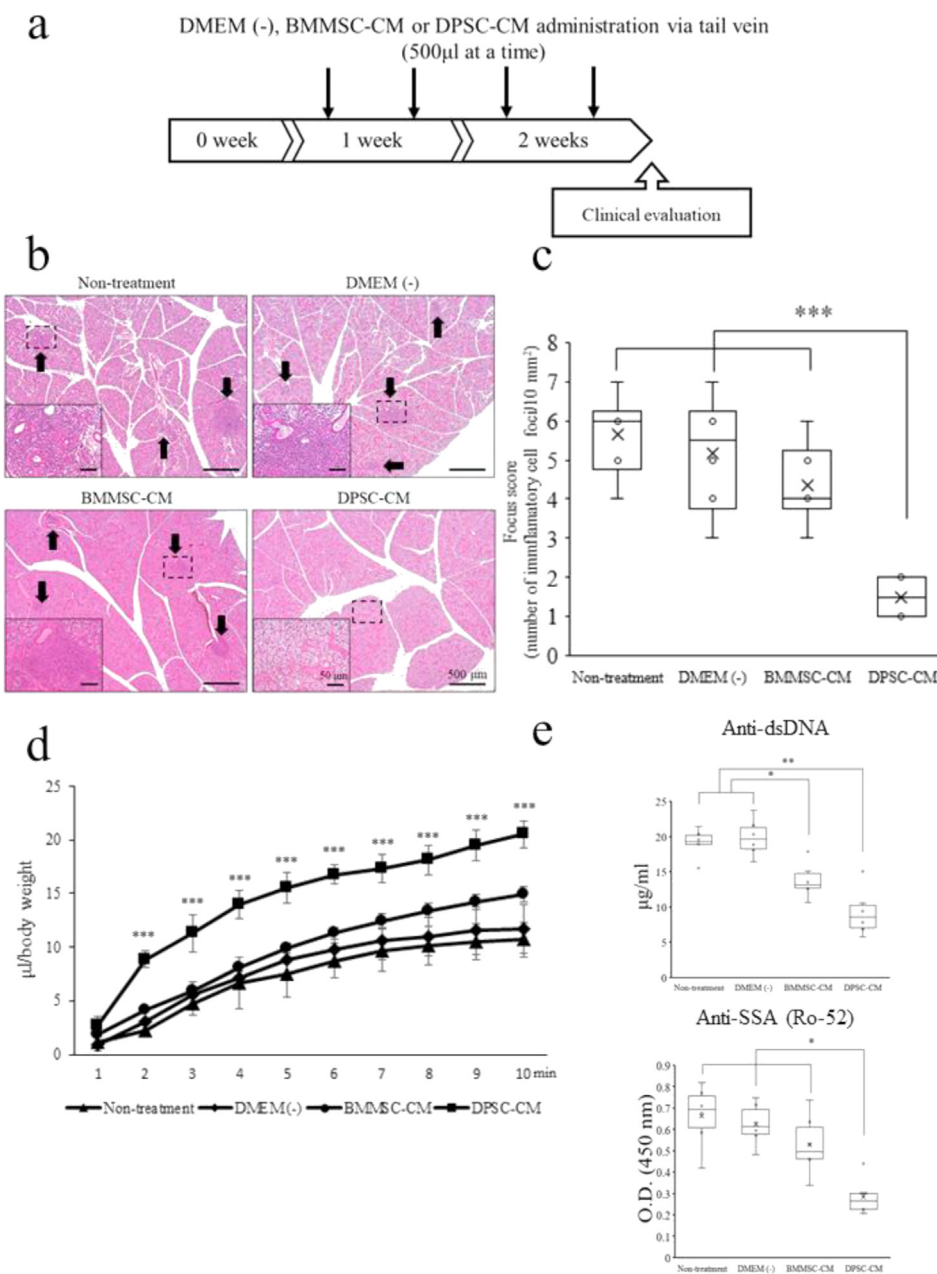 a
DMEM (-), BMMSC-CM or DPSC-CM administration via tail vein
(500μl at a time)
0 week
1 week
2 weeks
Clinical evaluation
b
Non-treatment
DMEM (-)
BMMSC-CM
DPSC-CM
50 μm
500 μm
c
***
Focus score
(number of immflamatory cell foci/10 mm²)
8
7
6
5
4
3
2
1
0
Non-treatment
DMEM (-)
BMMSC-CM
DPSC-CM
d
μl/body weight
25
20
15
10
5
0
***
***
***
***
***
***
***
***
***
1 2 3 4 5 6 7 8 9 10 min
Non-treatment DMEM (-) BMMSC-CM DPSC-CM
e
Anti-dsDNA
**
*
μg/ml
25
20
15
10
5
0
Non-treatment DMEM (-) BMMSC-CM DPSC-CM
Anti-SSA (Ro-52)
*
O.D. (450 nm)
0.9
0.8
0.7
0.6
0.5
0.4
0.3
0.2
0.1
0
Non-treatment DMEM (-) BMMSC-CM DPSC-CM